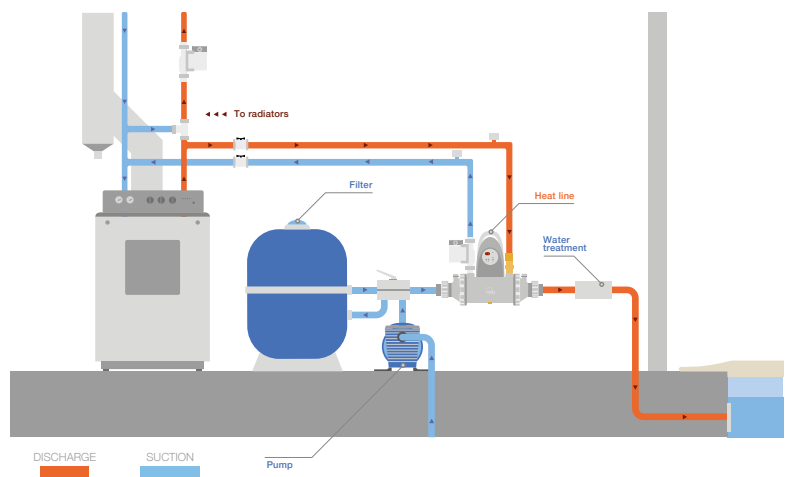 To radiators
Filter
Heat line
Water
treatment
DISCHARGE
SUCTION
Pump